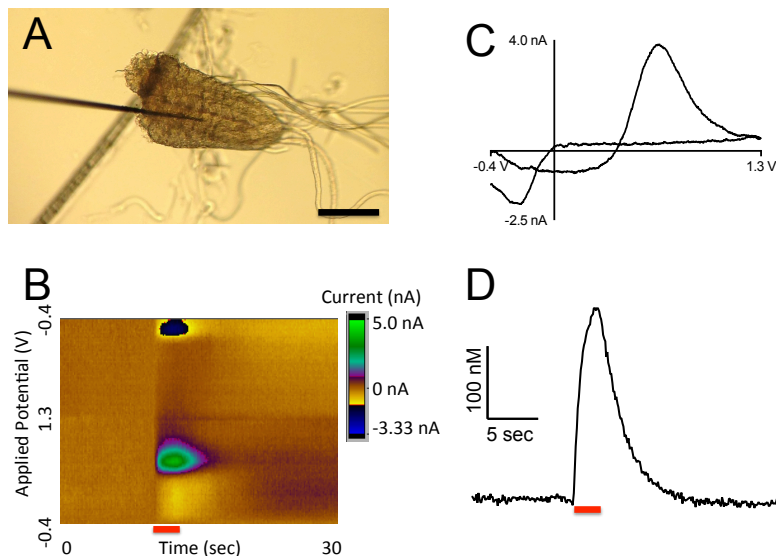 A
C
4.0 nA
-0.4 V
1.3 V
-2.5 nA
B
Current (nA)
5.0 nA
0 nA
-3.33 nA
Applied Potential (V)
-0.4
1.3
-0.4
0
Time (sec)
30
D
100 nM
5 sec